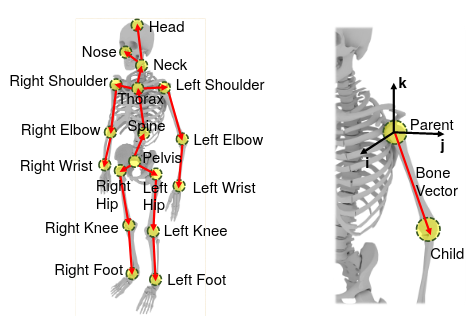 Head
Nose
Neck
Right Shoulder
Left Shoulder
Thorax
Right Elbow
Spine
Left Elbow
Right Wrist
Pelvis
Right
Hip
Left
Hip
Left Wrist
Right Knee
Left Knee
Right Foot
Left Foot
k
Parent
j
i
Bone
Vector
Child